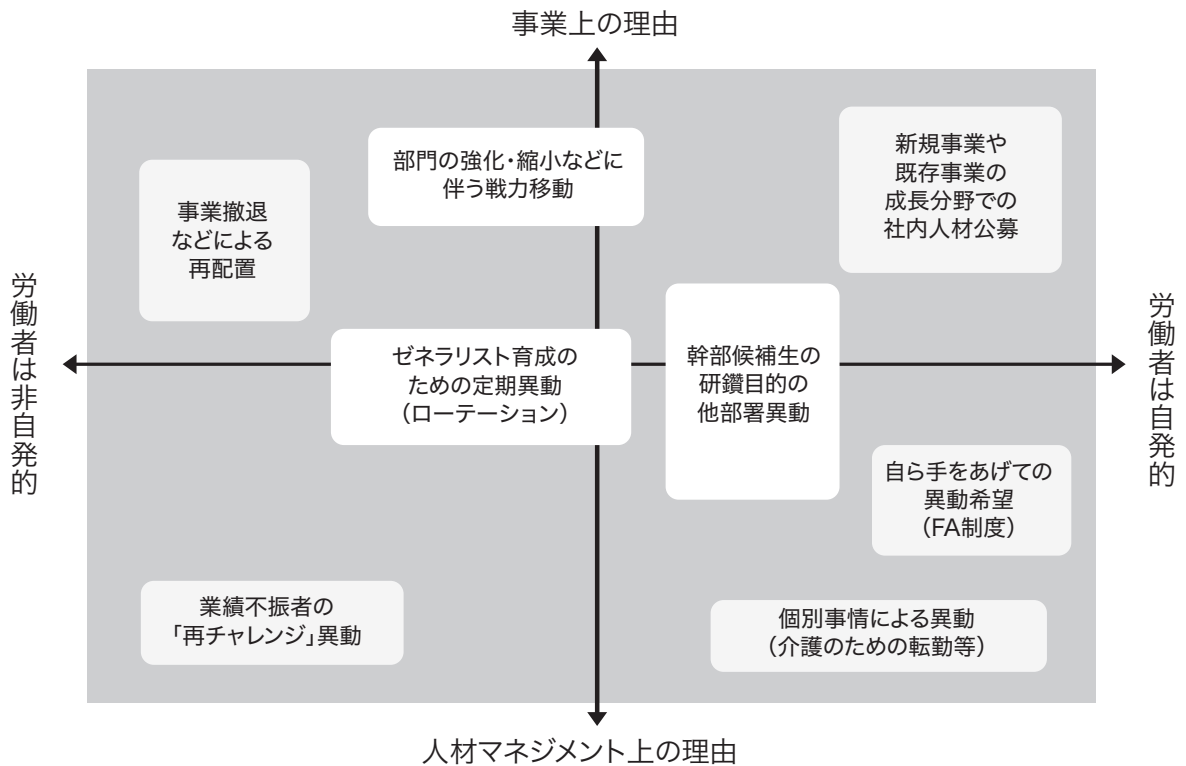 事業上の理由
部門の強化・縮小などに
伴う戦力移動
新規事業や
既存事業の
成長分野での
社内人材公募
事業撤退
などによる
再配置
労働者は非自発的
労働者は自発的
ゼネラリスト育成の
ための定期異動
（ローテーション）
幹部候補生の
研鑽目的の
他部署異動
自ら手をあげての
異動希望
（FA制度）
業績不振者の
「再チャレンジ」異動
個別事情による異動
（介護のための転勤等）
人材マネジメント上の理由